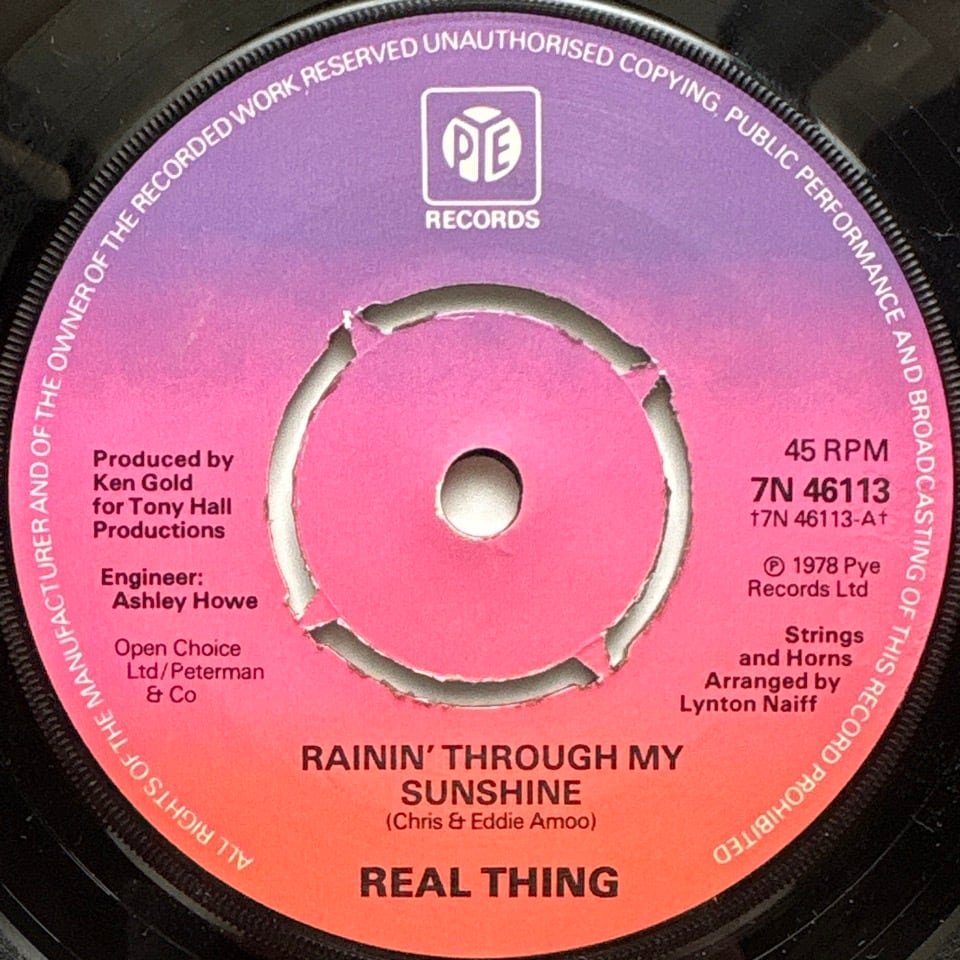 ALL RIGHTS OF THE MANUFACTURER AND OF THE OWNER OF THE RECORDED WORK RESERVED UNAUTHORISED COPYING, PUBLIC PERFORMANCE AND BROADCASTING OF THIS RECORD PROHIBITED
PYE
RECORDS
Produced by
Ken Gold
for Tony Hall
Productions
Engineer:
Ashley Howe
Open Choice
Ltd/Peterman
& Co
45 RPM
7N 46113
†7N 46113-A†
℗ 1978 Pye
Records Ltd
Strings
and Horns
Arranged by
Lynton Naiff
RAININ' THROUGH MY
SUNSHINE
(Chris & Eddie Amoo)
REAL THING